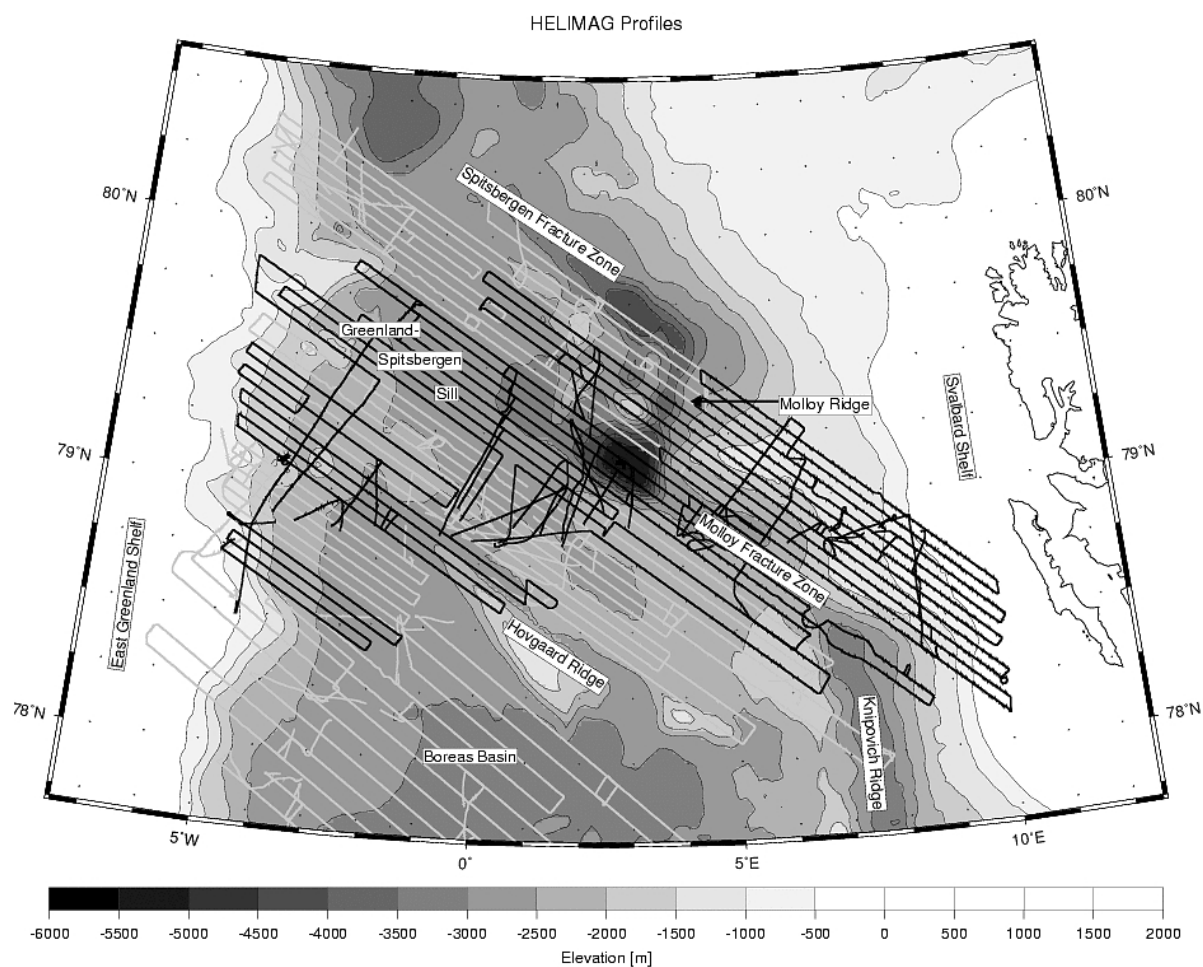 HELIMAG Profiles
80˚N
80˚N
Spitsbergen Fracture Zone
Greenland-
Spitsbergen
Sill
Molloy Ridge
Svalbard Shelf
79˚N
79˚N
East Greenland Shelf
Molloy Fracture Zone
Hovgaard Ridge
78˚N
78˚N
Knipovich Ridge
Boreas Basin
5˚W
0˚
5˚E
10˚E
-6000 -5500 -5000 -4500 -4000 -3500 -3000 -2500 -2000 -1500 -1000 -500 0 500 1000 1500 2000
Elevation [m]